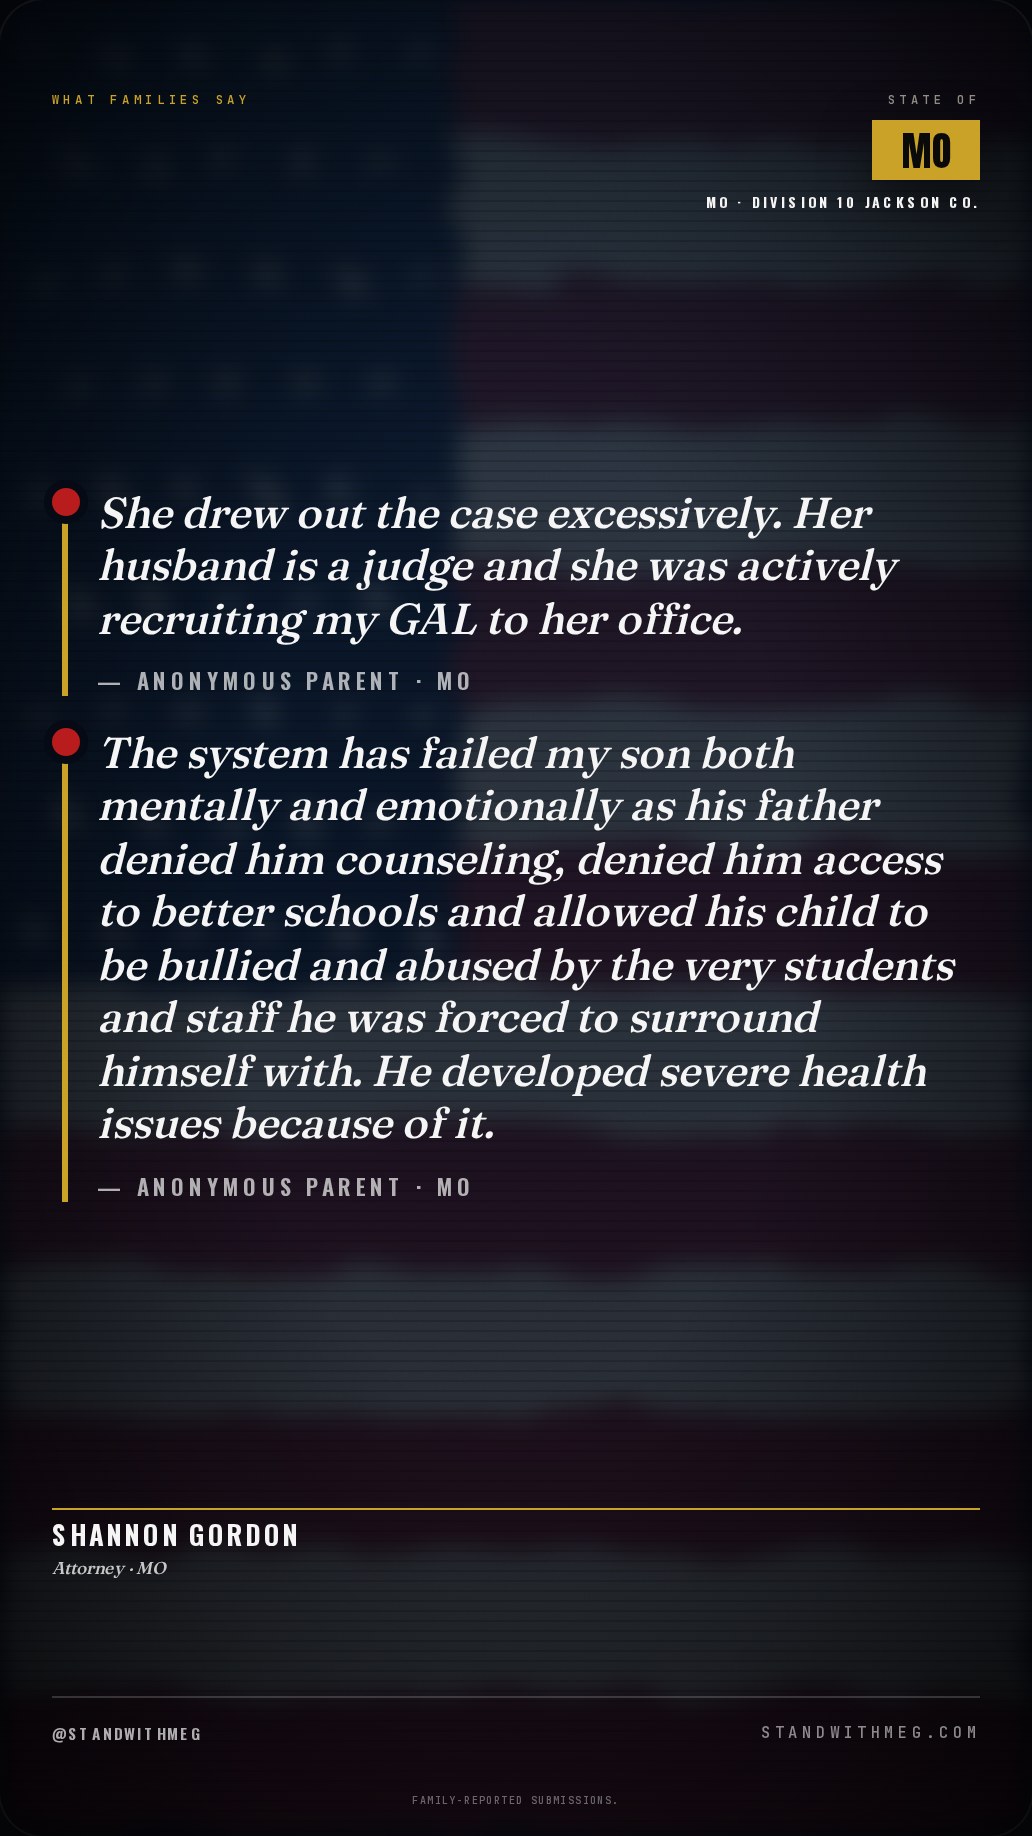 WHAT FAMILIES SAY
STATE OF
MO
MO · DIVISION 10 JACKSON CO.
She drew out the case excessively. Her
husband is a judge and she was actively
recruiting my GAL to her office.
— ANONYMOUS PARENT · MO
The system has failed my son both
mentally and emotionally as his father
denied him counseling, denied him access
to better schools and allowed his child to
be bullied and abused by the very students
and staff he was forced to surround
himself with. He developed severe health
issues because of it.
— ANONYMOUS PARENT · MO
SHANNON GORDON
Attorney · MO
@STANDWITHMEG
STANDWITHMEG.COM
FAMILY-REPORTED SUBMISSIONS.